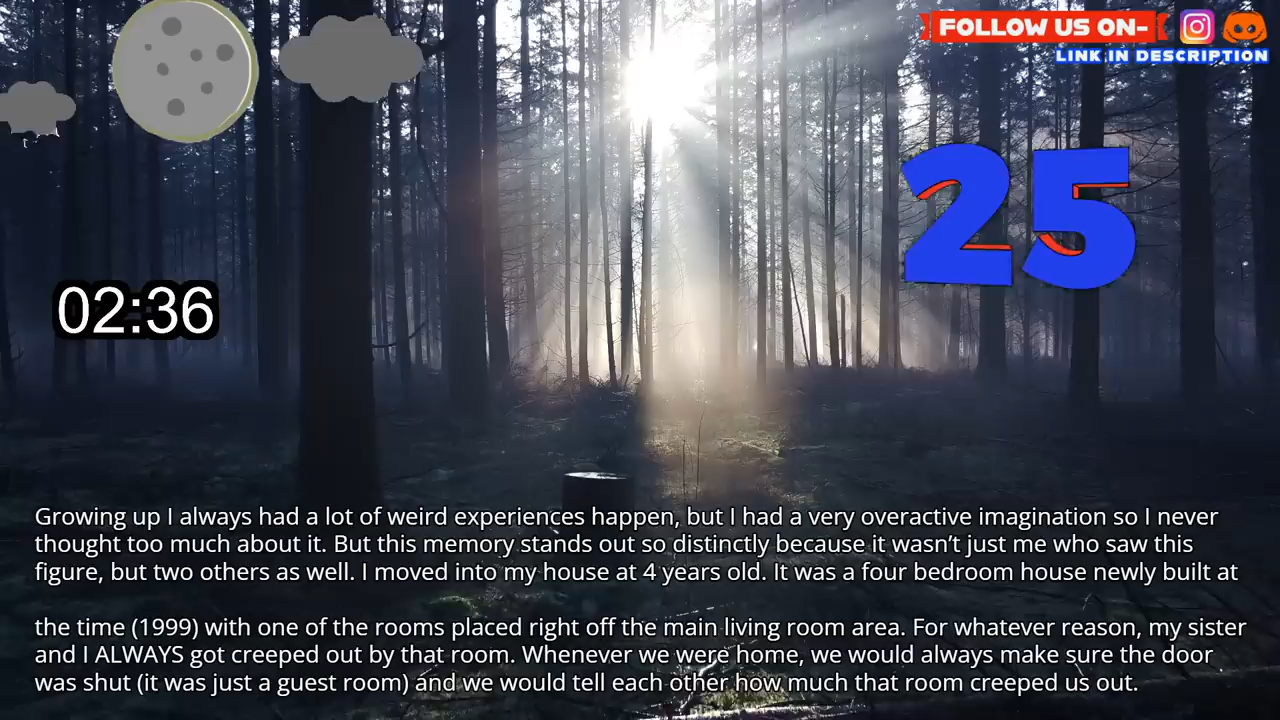 FOLLOW US ON-
LINK IN DESCRIPTION
25
02:36
Growing up I always had a lot of weird experiences happen, but I had a very overactive imagination so I never
thought too much about it. But this memory stands out so distinctly because it wasn’t just me who saw this
figure, but two others as well. I moved into my house at 4 years old. It was a four bedroom house newly built at
the time (1999) with one of the rooms placed right off the main living room area. For whatever reason, my sister
and I ALWAYS got creeped out by that room. Whenever we were home, we would always make sure the door
was shut (it was just a guest room) and we would tell each other how much that room creeped us out.